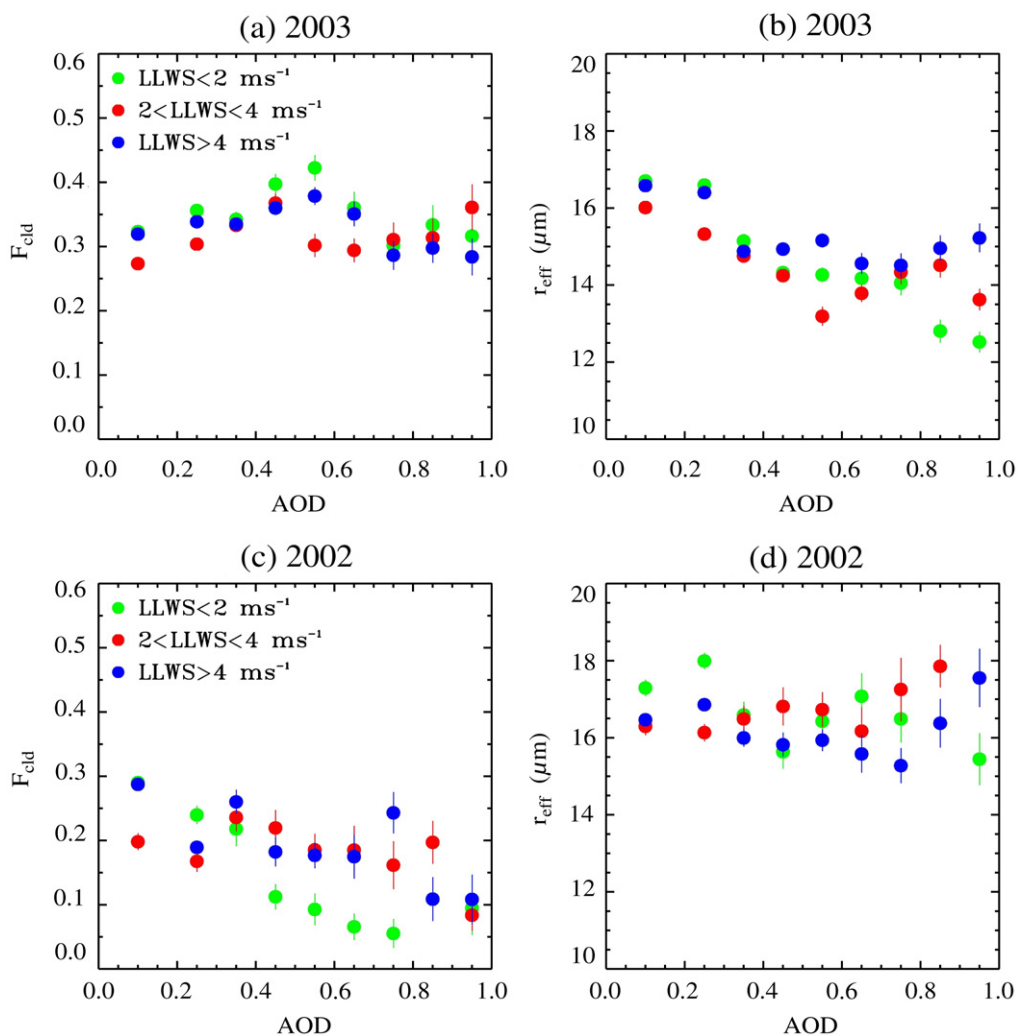 (a) 2003
0.6
0.5
0.4
0.3
0.2
0.1
0.0
F_cld
LLWS<2 ms⁻¹
2<LLWS<4 ms⁻¹
LLWS>4 ms⁻¹
0.0 0.2 0.4 0.6 0.8 1.0
AOD
(b) 2003
20
18
16
14
12
10
r_eff (μm)
0.0 0.2 0.4 0.6 0.8 1.0
AOD
(c) 2002
0.6
0.5
0.4
0.3
0.2
0.1
0.0
F_cld
LLWS<2 ms⁻¹
2<LLWS<4 ms⁻¹
LLWS>4 ms⁻¹
0.0 0.2 0.4 0.6 0.8 1.0
AOD
(d) 2002
20
18
16
14
12
10
r_eff (μm)
0.0 0.2 0.4 0.6 0.8 1.0
AOD